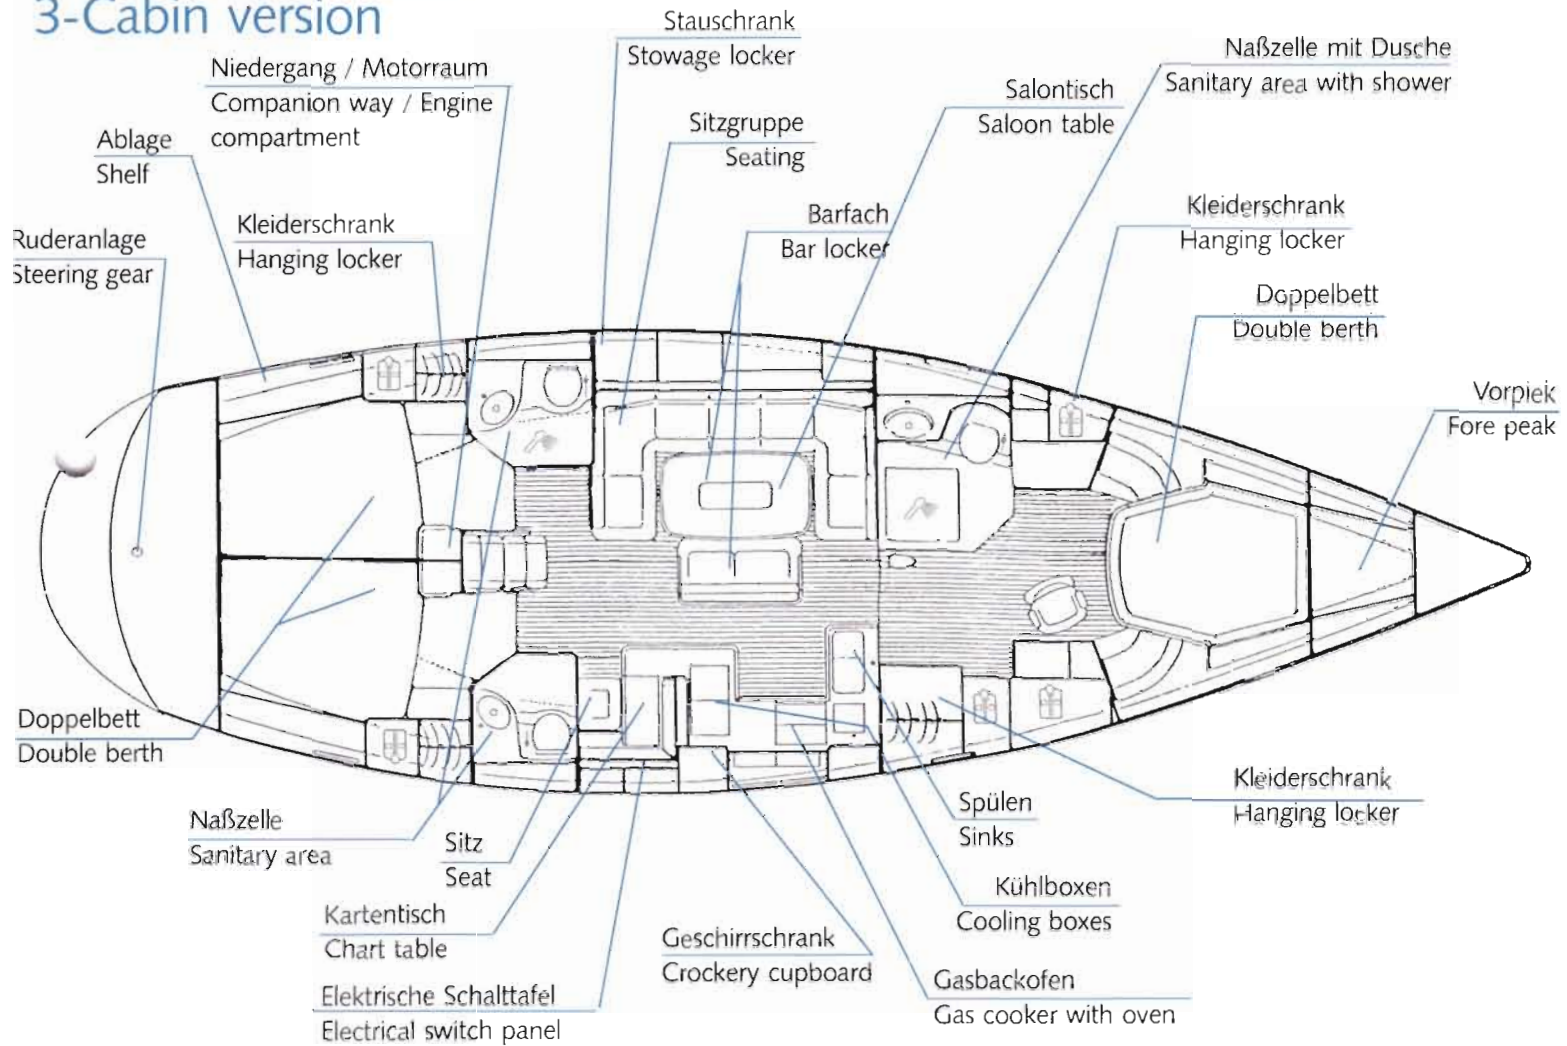 3-Cabin version
Stauschrank
Stowage locker
Naßzelle mit Dusche
Sanitary area with shower
Niedergang / Motorraum
Companion way / Engine
compartment
Salontisch
Saloon table
Sitzgruppe
Seating
Ablage
Shelf
Barfach
Bar locker
Kleiderschrank
Hanging locker
Kleiderschrank
Hanging locker
Ruderanlage
Steering gear
Doppelbett
Double berth
Vorpiek
Fore peak
Doppelbett
Double berth
Kleiderschrank
Hanging locker
Naßzelle
Sanitary area
Sitz
Seat
Spülen
Sinks
Kühlboxen
Cooling boxes
Kartentisch
Chart table
Geschirrschrank
Crockery cupboard
Gasbackofen
Gas cooker with oven
Elektrische Schalttafel
Electrical switch panel